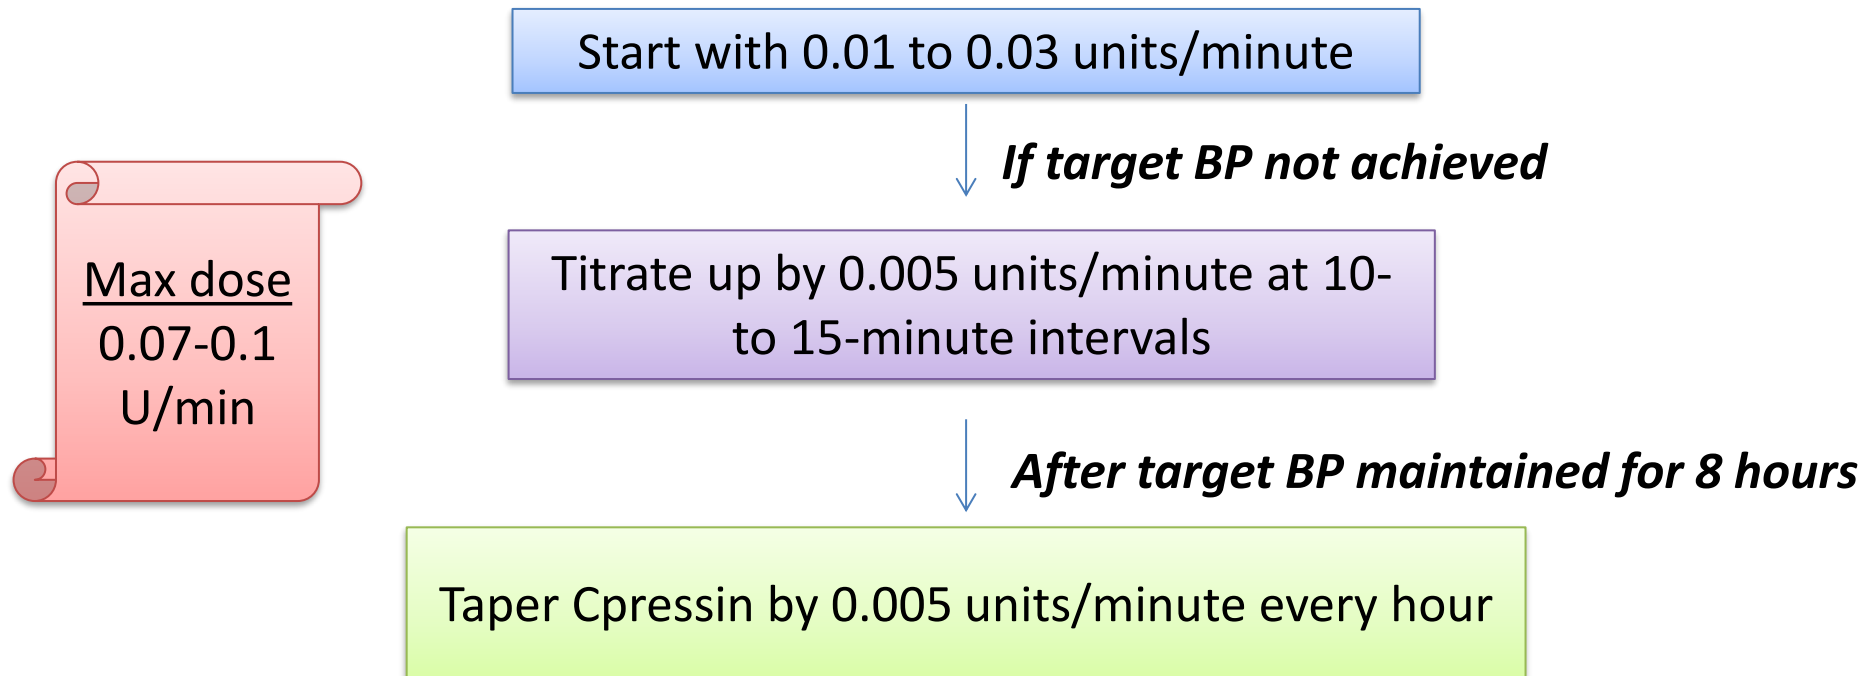 Start with 0.01 to 0.03 units/minute
If target BP not achieved
Max dose
0.07-0.1
U/min
Titrate up by 0.005 units/minute at 10-
to 15-minute intervals
After target BP maintained for 8 hours
Taper Cpressin by 0.005 units/minute every hour